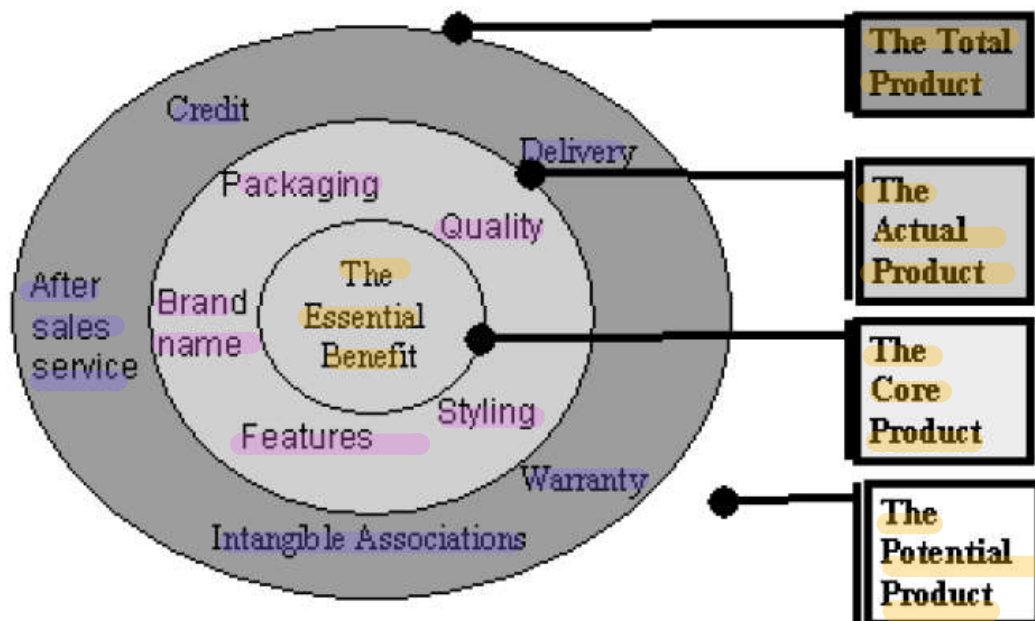 The Total
Product
Credit
Delivery
Packaging
The
Actual
Product
Quality
After
sales
service
Brand
name
The
Essential
Benefit
The
Core
Product
Styling
Features
Warranty
Intangible Associations
The
Potential
Product